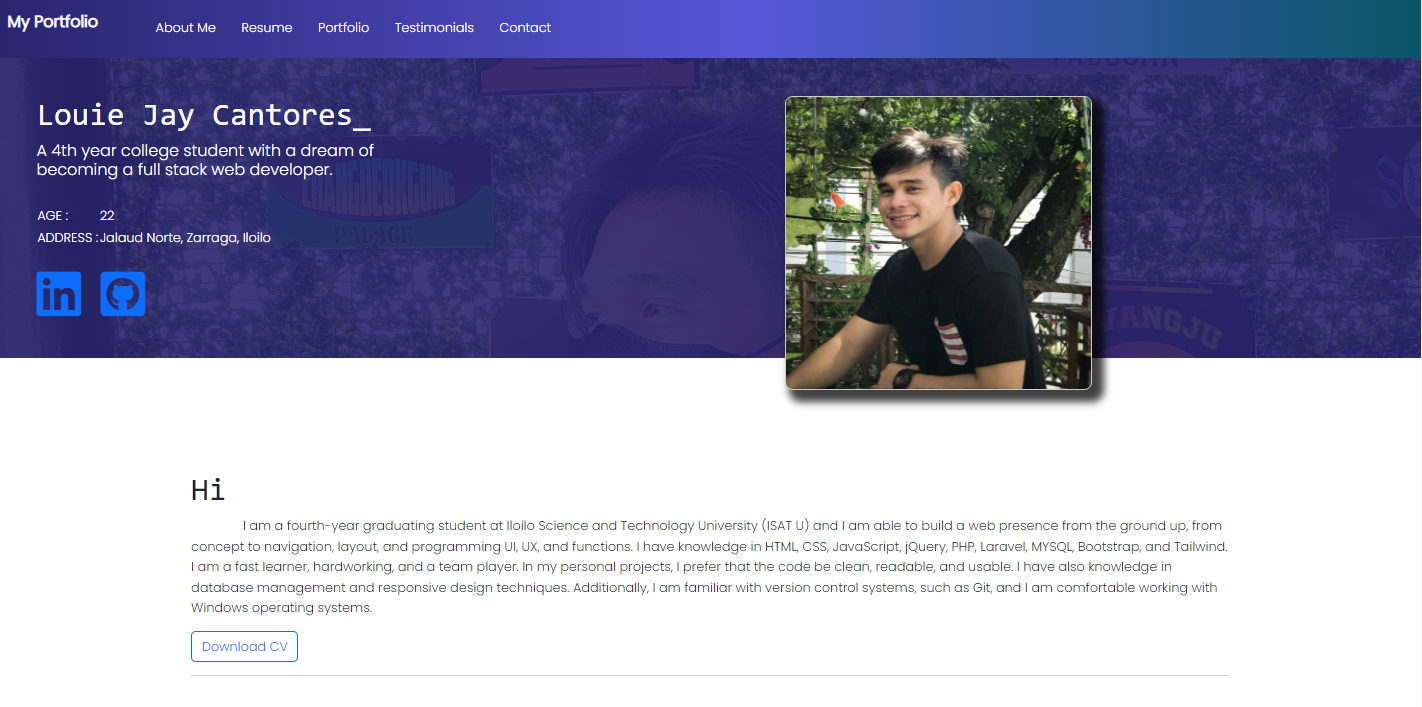 My Portfolio
About Me
Resume
Portfolio
Testimonials
Contact
Louie Jay Cantores_
A 4th year college student with a dream of
becoming a full stack web developer.
AGE : 22
ADDRESS : Jalaud Norte, Zarraga, Iloilo
in
PALACE
YANGJU
Hi
I am a fourth-year graduating student at Iloilo Science and Technology University (ISAT U) and I am able to build a web presence from the ground up, from
concept to navigation, layout, and programming UI, UX, and functions. I have knowledge in HTML, CSS, JavaScript, jQuery, PHP, Laravel, MYSQL, Bootstrap, and Tailwind.
I am a fast learner, hardworking, and a team player. In my personal projects, I prefer that the code be clean, readable, and usable. I have also knowledge in
database management and responsive design techniques. Additionally, I am familiar with version control systems, such as Git, and I am comfortable working with
Windows operating systems.
Download CV